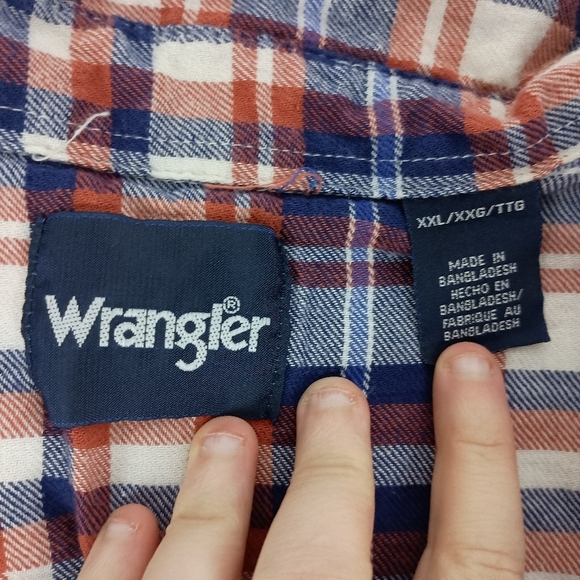 Wrangler®
XXL/XXG/TTG
MADE IN
BANGLADESH
HECHO EN
BANGLADESH/
FABRIQUE AU
BANGLADESH